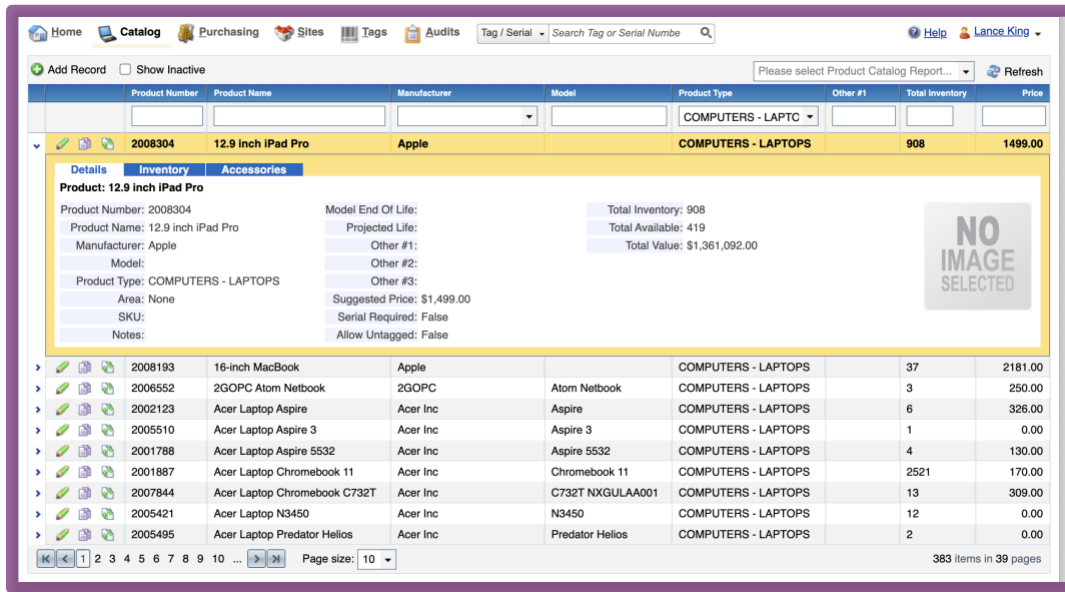 Home Catalog Purchasing Sites Tags Audits Tag / Serial Search Tag or Serial Numbe Help Lance King
Add Record Show Inactive Please select Product Catalog Report... Refresh
Product Number Product Name Manufacturer Model Product Type Other #1 Total Inventory Price
COMPUTERS - LAPTC
2008304 12.9 inch iPad Pro Apple COMPUTERS - LAPTOPS 908 1499.00
Details Inventory Accessories
Product: 12.9 inch iPad Pro
Product Number: 2008304 Model End Of Life: Total Inventory: 908
Product Name: 12.9 inch iPad Pro Projected Life: Total Available: 419
Manufacturer: Apple Other #1: Total Value: $1,361,092.00
Model: Other #2:
Product Type: COMPUTERS - LAPTOPS Other #3:
Area: None Suggested Price: $1,499.00
SKU: Serial Required: False
Notes: Allow Untagged: False
NO
IMAGE
SELECTED
2008193 16-inch MacBook Apple COMPUTERS - LAPTOPS 37 2181.00
2006552 2GOPC Atom Netbook 2GOPC Atom Netbook COMPUTERS - LAPTOPS 3 250.00
2002123 Acer Laptop Aspire Acer Inc Aspire COMPUTERS - LAPTOPS 6 326.00
2005510 Acer Laptop Aspire 3 Acer Inc Aspire 3 COMPUTERS - LAPTOPS 1 0.00
2001788 Acer Laptop Aspire 5532 Acer Inc Aspire 5532 COMPUTERS - LAPTOPS 4 130.00
2001887 Acer Laptop Chromebook 11 Acer Inc Chromebook 11 COMPUTERS - LAPTOPS 2521 170.00
2007844 Acer Laptop Chromebook C732T Acer Inc C732T NXGULAA001 COMPUTERS - LAPTOPS 13 309.00
2005421 Acer Laptop N3450 Acer Inc N3450 COMPUTERS - LAPTOPS 12 0.00
2005495 Acer Laptop Predator Helios Acer Inc Predator Helios COMPUTERS - LAPTOPS 2 0.00
1 2 3 4 5 6 7 8 9 10 ... Page size: 10 383 items in 39 pages